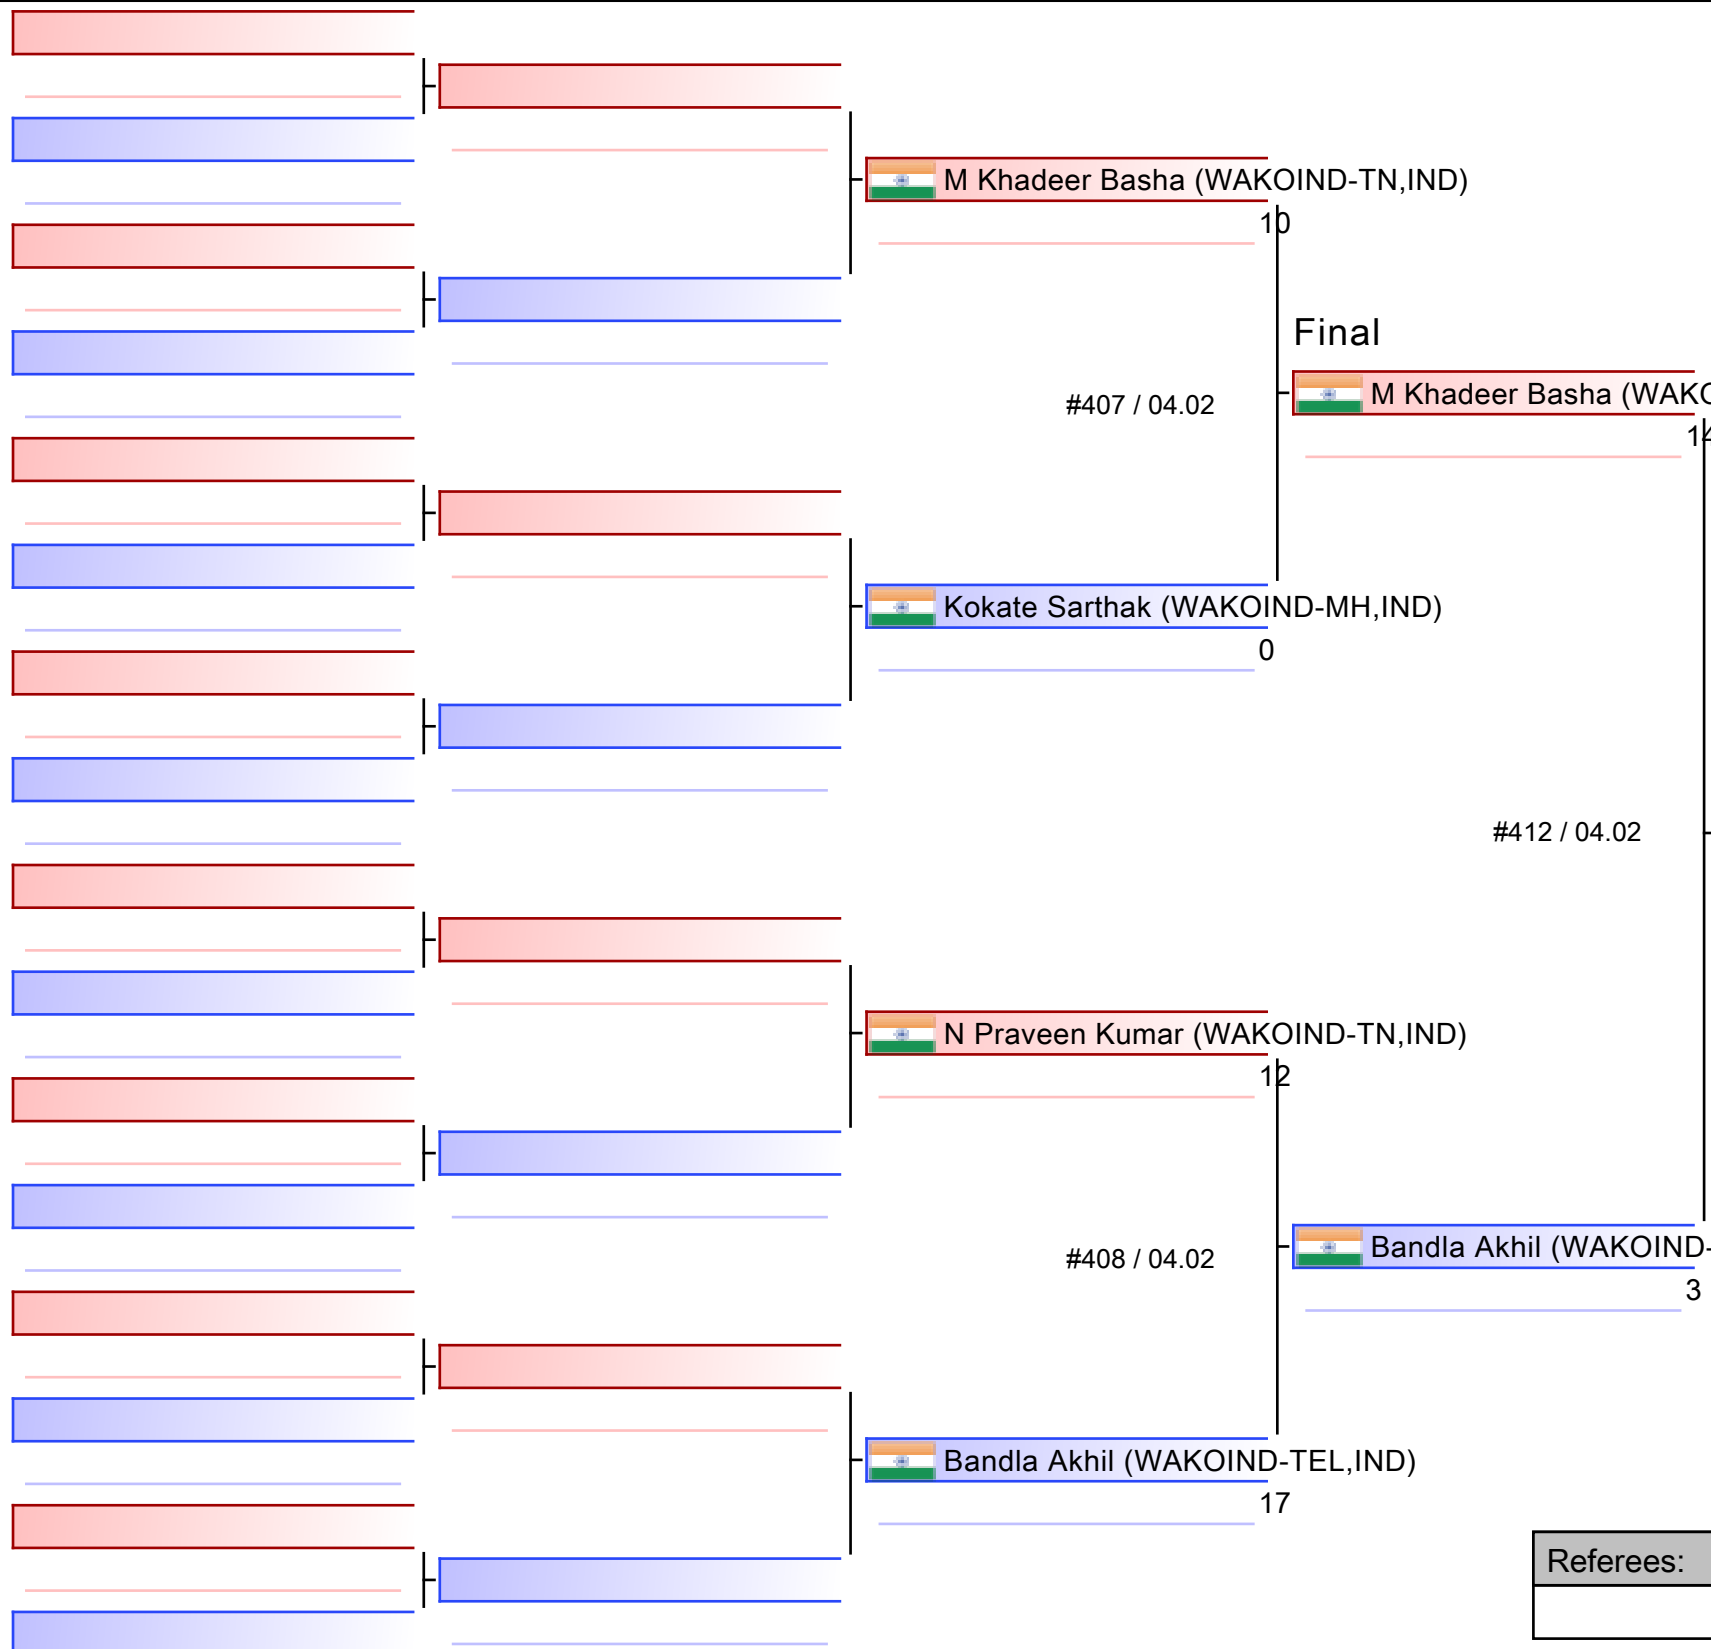 M Khadeer Basha (WAKOIND-TN,IND)
10
Final
M Khadeer Basha
14
#407 / 04.02
Kokate Sarthak (WAKOIND-MH,IND)
0
#412 / 04.02
N Praveen Kumar (WAKOIND-TN,IND)
12
Bandla Akhil (WAKOIND-
3
#408 / 04.02
Bandla Akhil (WAKOIND-TEL,IND)
17
Referees: